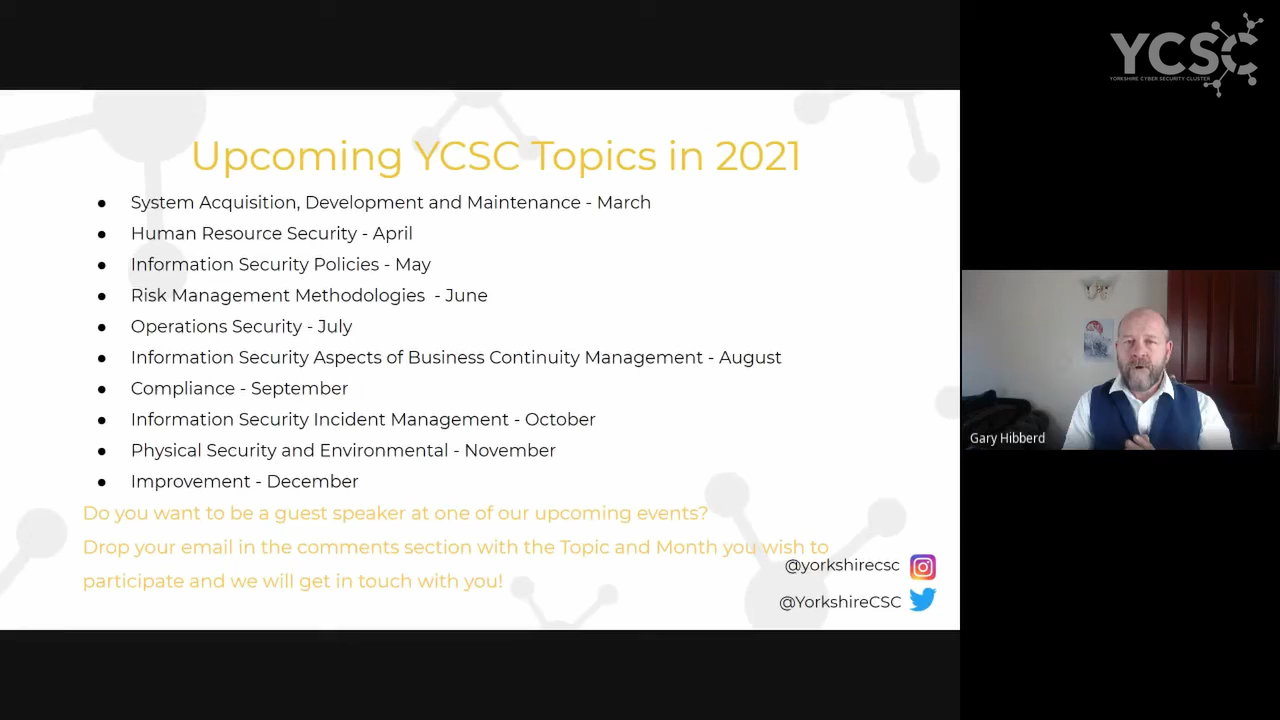 Upcoming YCSC Topics in 2021
● System Acquisition, Development and Maintenance - March
● Human Resource Security - April
● Information Security Policies - May
● Risk Management Methodologies - June
● Operations Security - July
● Information Security Aspects of Business Continuity Management - August
● Compliance - September
● Information Security Incident Management - October
● Physical Security and Environmental - November
● Improvement - December
Do you want to be a guest speaker at one of our upcoming events?
Drop your email in the comments section with the Topic and Month you wish to
participate and we will get in touch with you!
@yorkshirecsc
@YorkshireCSC
YCSC
YORKSHIRE CYBER SECURITY CLUSTER
Gary Hibberd